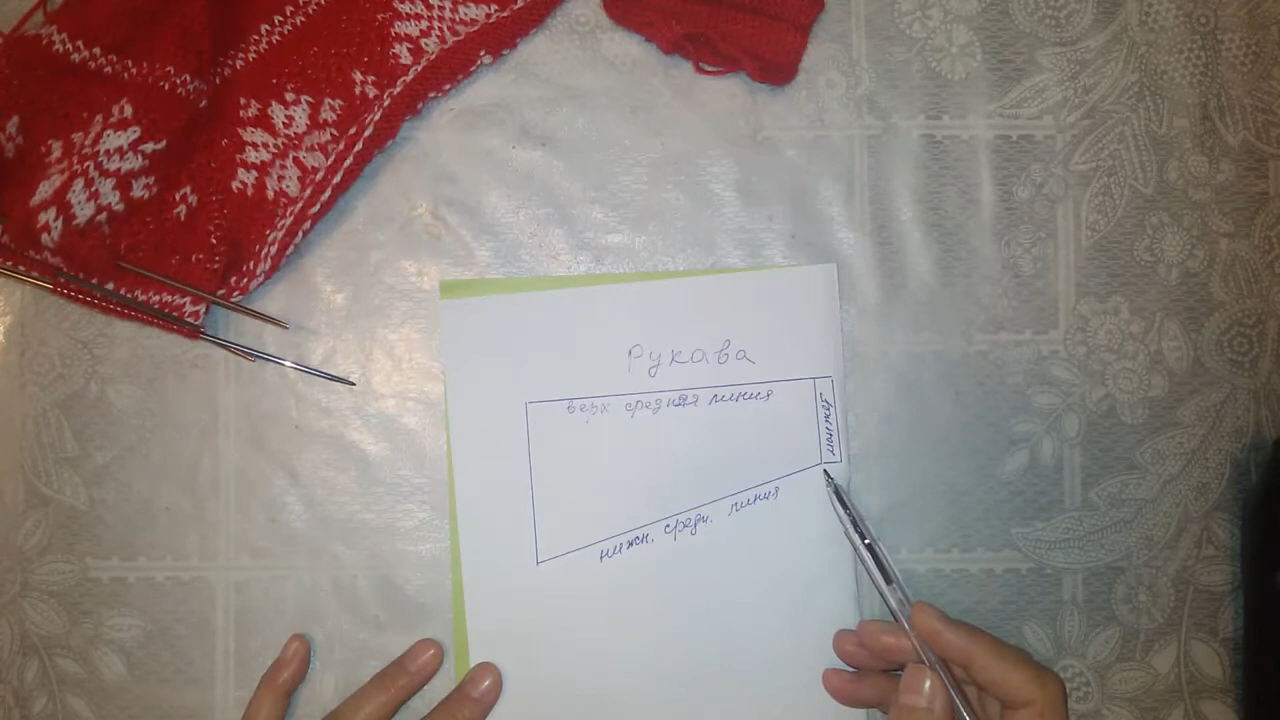 Рукава
верх средняя линия
манжет
нижн. средн. линия